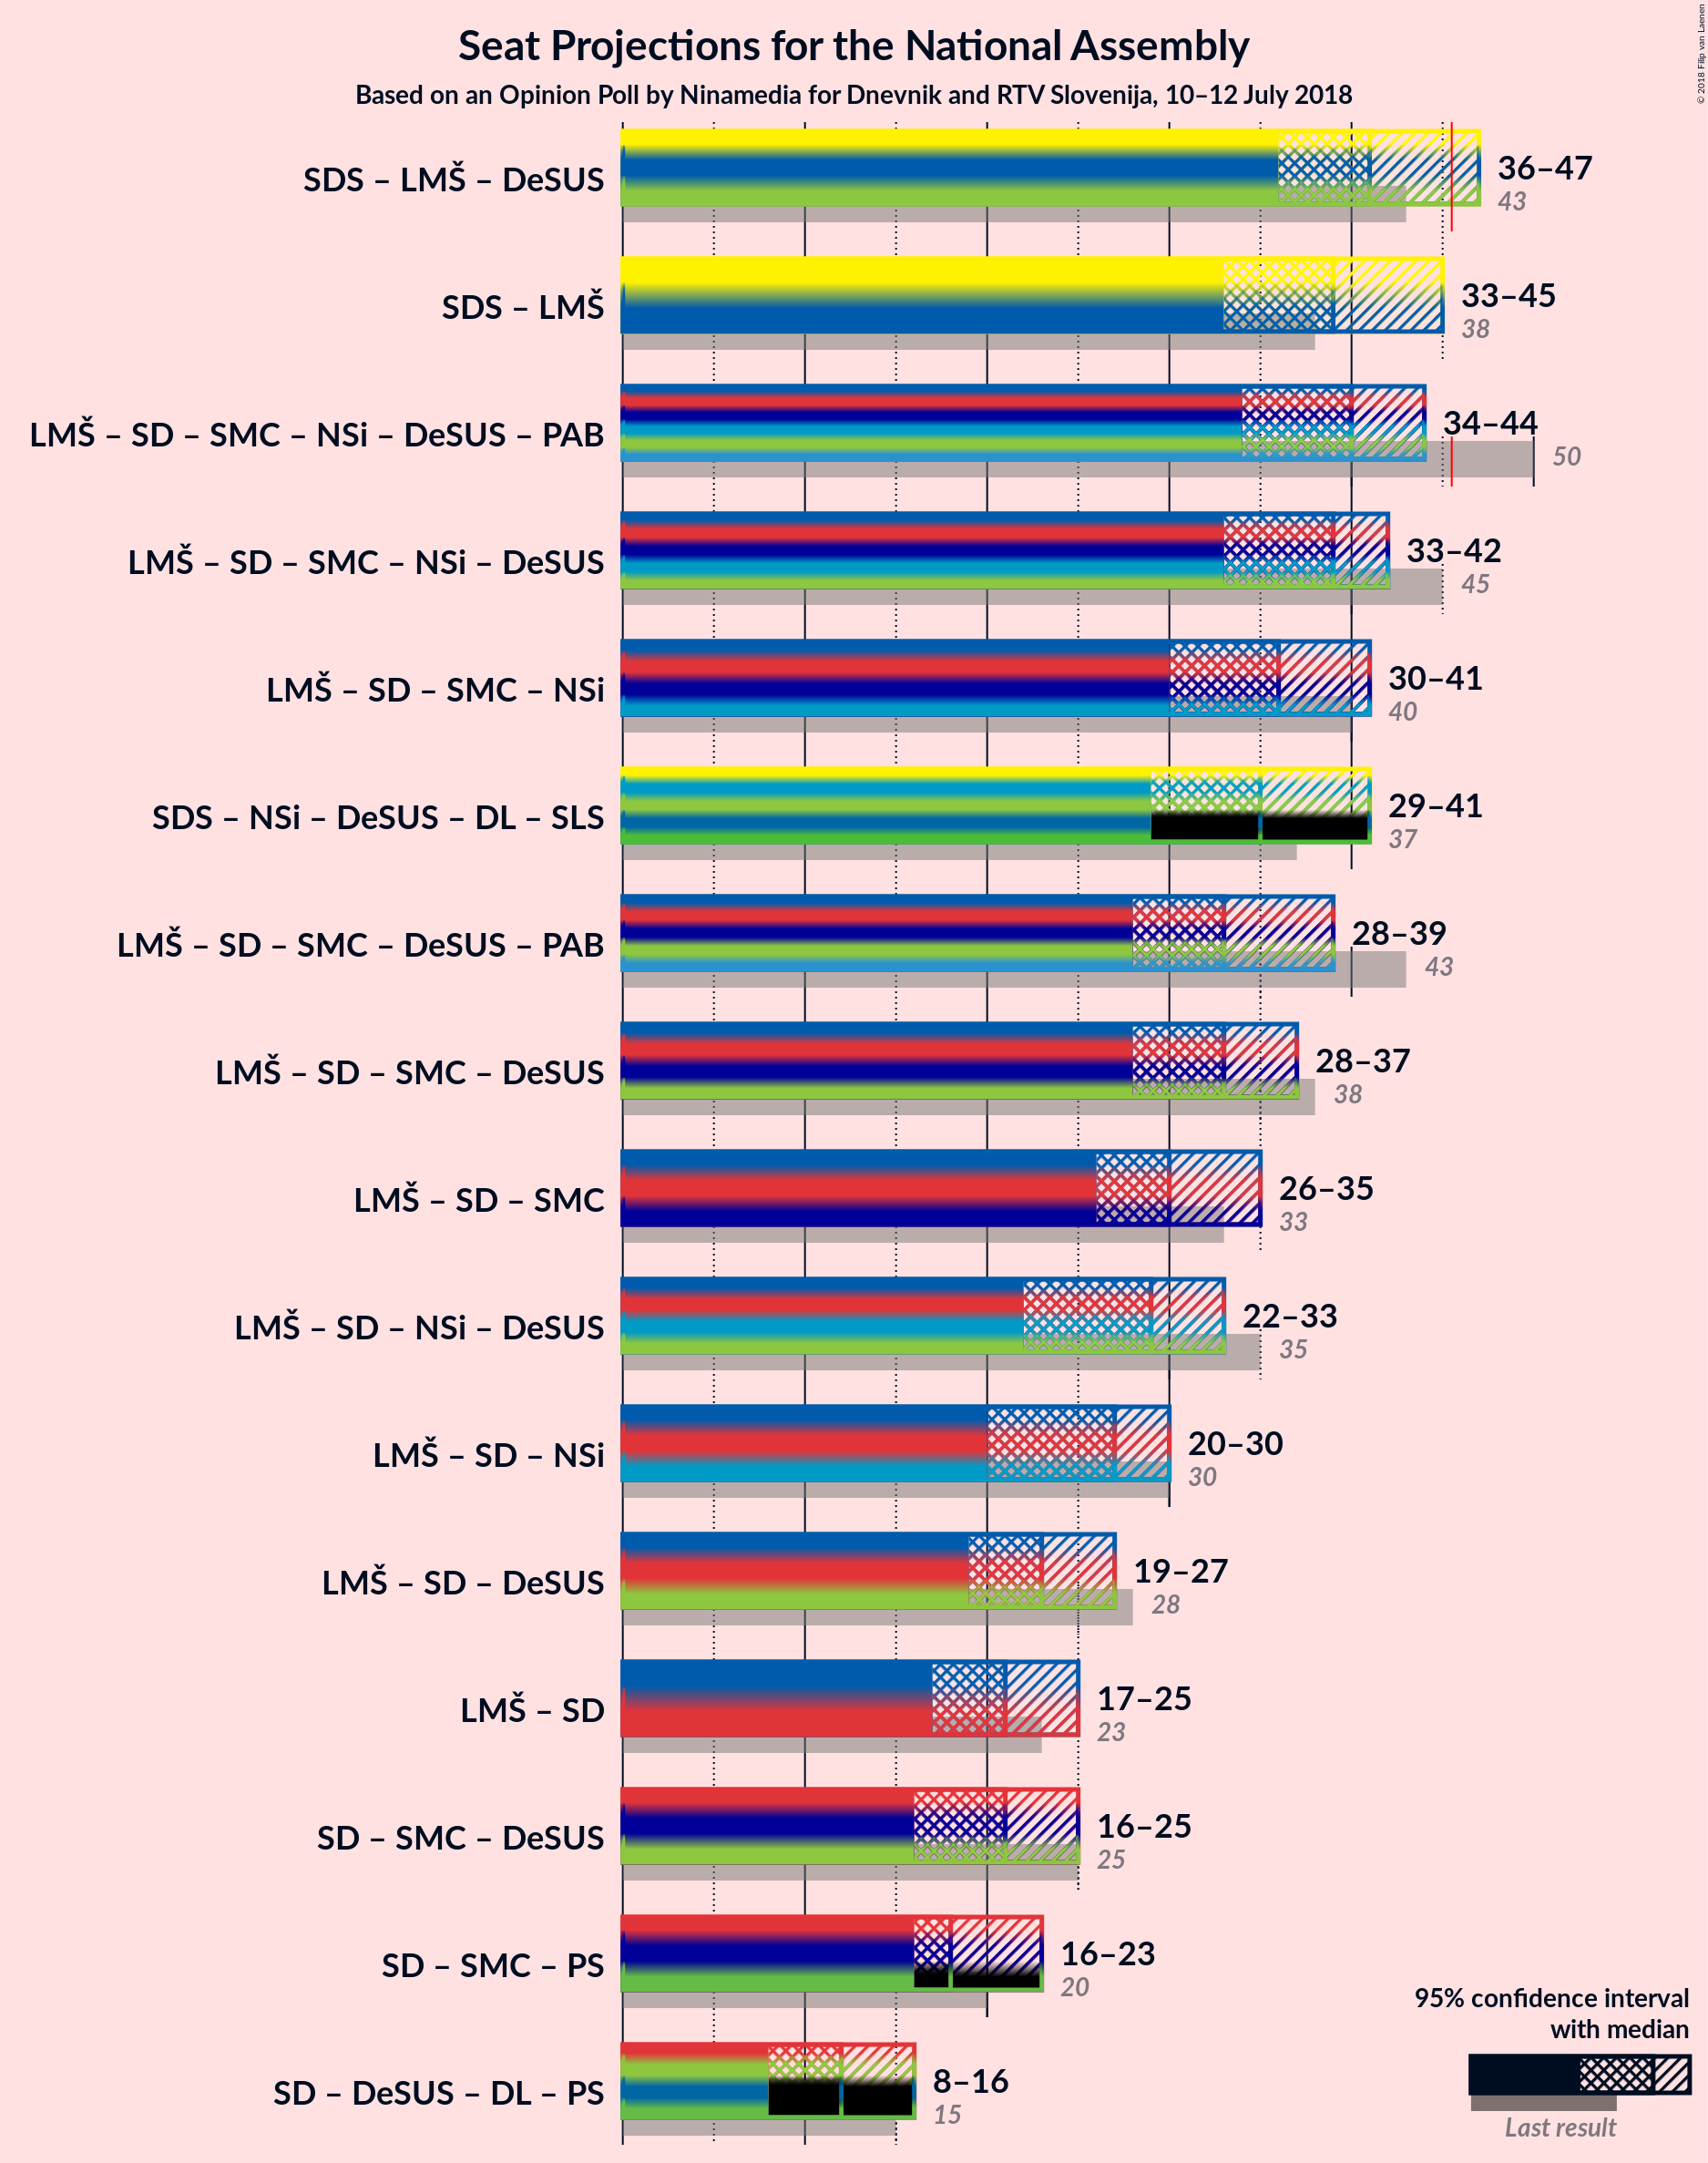 Seat Projections for the National Assembly
Based on an Opinion Poll by Ninamedia for Dnevnik and RTV Slovenija, 10–12 July 2018
© 2018 Filip van Laenen
SDS – LMŠ – DeSUS
36–47
43
SDS – LMŠ
33–45
38
LMŠ – SD – SMC – NSi – DeSUS – PAB
34–44
50
LMŠ – SD – SMC – NSi – DeSUS
33–42
45
LMŠ – SD – SMC – NSi
30–41
40
SDS – NSi – DeSUS – DL – SLS
29–41
37
LMŠ – SD – SMC – DeSUS – PAB
28–39
43
LMŠ – SD – SMC – DeSUS
28–37
38
LMŠ – SD – SMC
26–35
33
LMŠ – SD – NSi – DeSUS
22–33
35
LMŠ – SD – NSi
20–30
30
LMŠ – SD – DeSUS
19–27
28
LMŠ – SD
17–25
23
SD – SMC – DeSUS
16–25
25
SD – SMC – PS
16–23
20
SD – DeSUS – DL – PS
8–16
15
95% confidence interval
with median
Last result